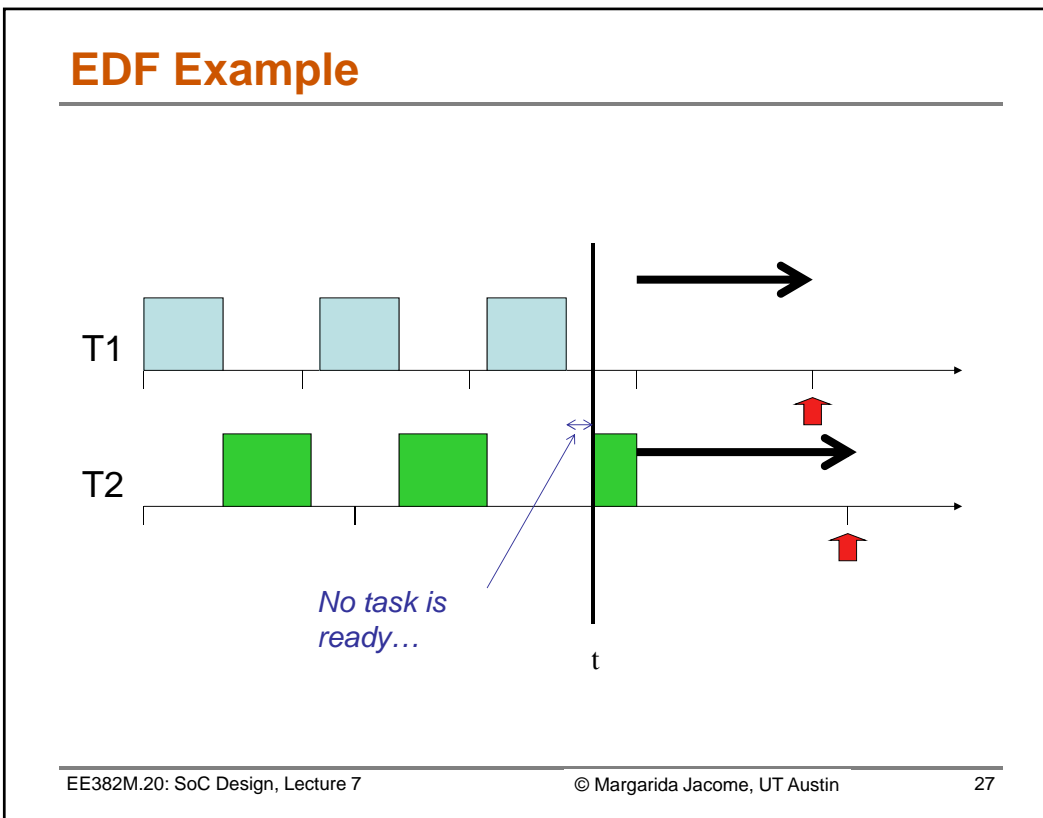 EDF Example
T1
T2
No task is
ready…
t
EE382M.20: SoC Design, Lecture 7
© Margarida Jacome, UT Austin
27